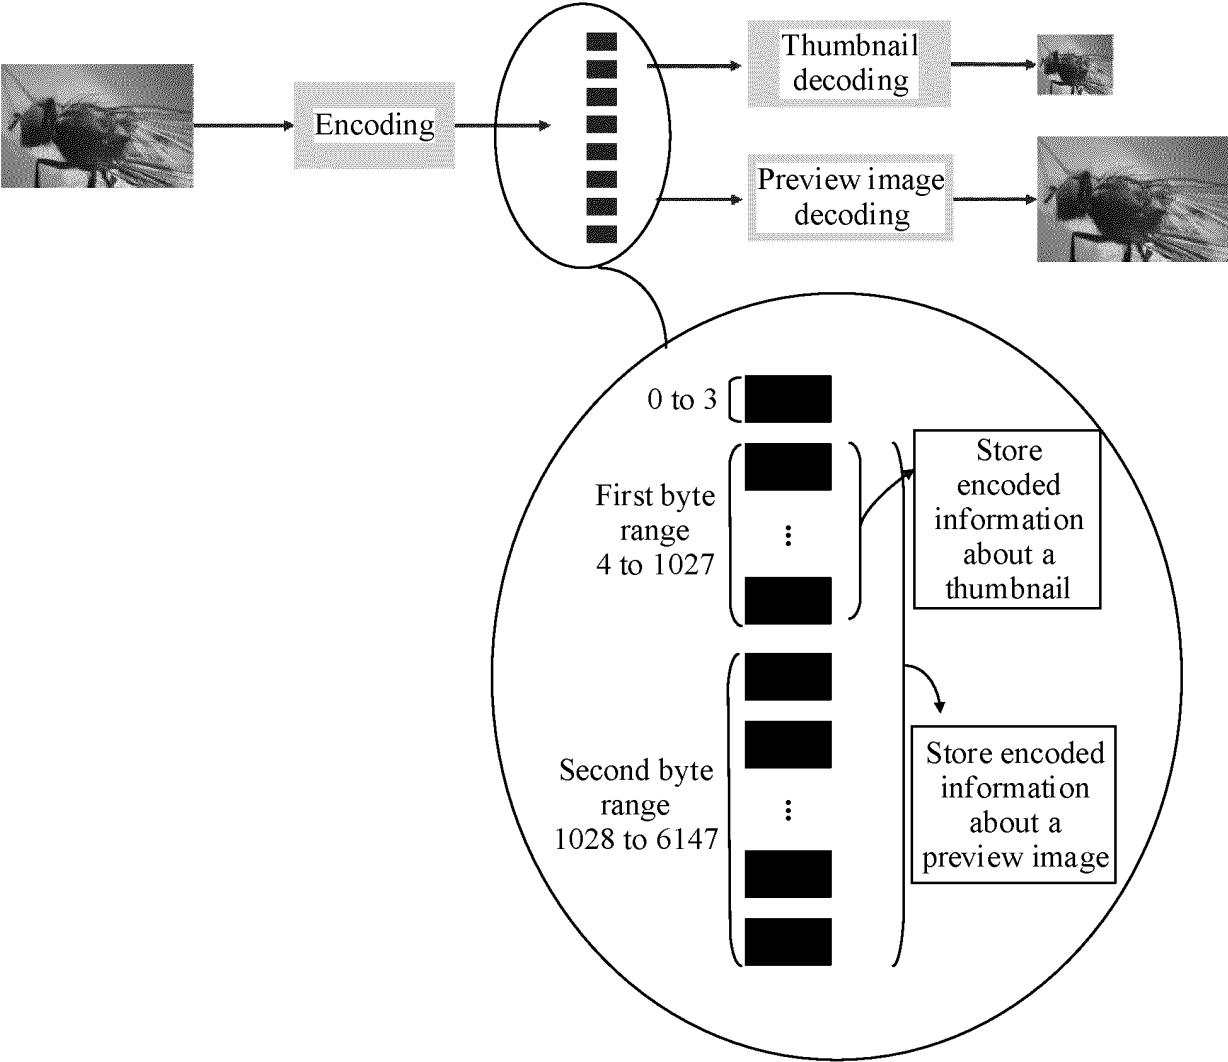 Encoding
Thumbnail
decoding
Preview image
decoding
0 to 3
First byte
range
4 to 1027
Second byte
range
1028 to 6147
Store
encoded
information
about a
thumbnail
Store encoded
information
about a
preview image